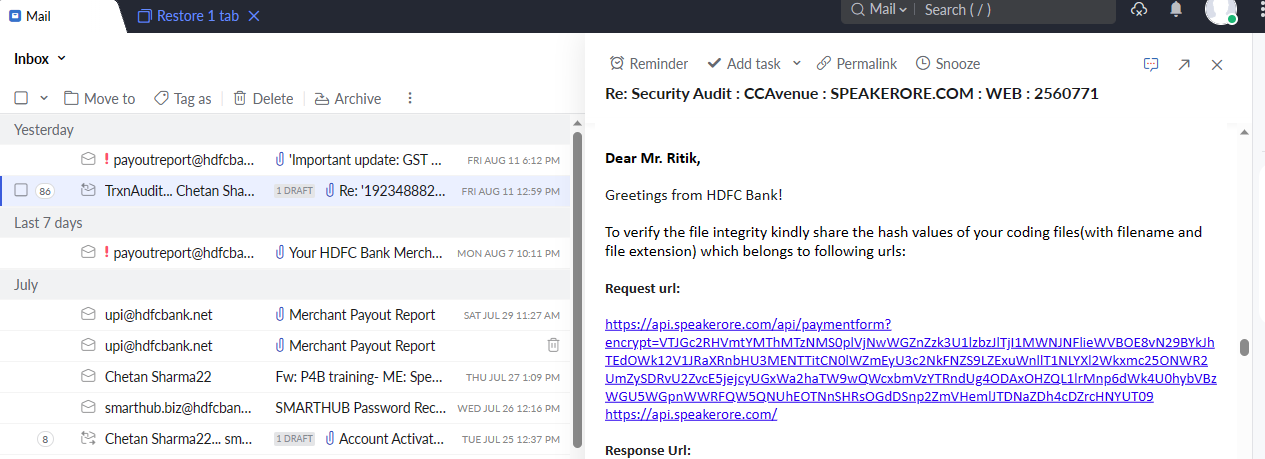 Mail
Restore 1 tab
Mail
Search ( / )
Inbox
Move to
Tag as
Delete
Archive
Yesterday
payoutreport@hdfcba...
'Important update: GST ...
FRI AUG 11 6:12 PM
86
TrxnAudit... Chetan Sha...
1 DRAFT
Re: '192348882...
FRI AUG 11 12:59 PM
Last 7 days
payoutreport@hdfcba...
Your HDFC Bank Merch...
MON AUG 7 10:11 PM
July
upi@hdfcbank.net
Merchant Payout Report
SAT JUL 29 11:27 AM
upi@hdfcbank.net
Merchant Payout Report
Chetan Sharma22
Fw: P4B training- ME: Spe...
THU JUL 27 1:09 PM
smarthub.biz@hdfcban...
SMARTHUB Password Rec...
WED JUL 26 12:16 PM
8
Chetan Sharma22... sm...
1 DRAFT
Account Activat...
TUE JUL 25 12:37 PM
Reminder
Add task
Permalink
Snooze
Re: Security Audit : CCAvenue : SPEAKERORE.COM : WEB : 2560771
Dear Mr. Ritik,
Greetings from HDFC Bank!
To verify the file integrity kindly share the hash values of your coding files(with filename and
file extension) which belongs to following urls:
Request url:
https://api.speakerore.com/api/paymentform?
https://api.speakerore.com/
Response Url: